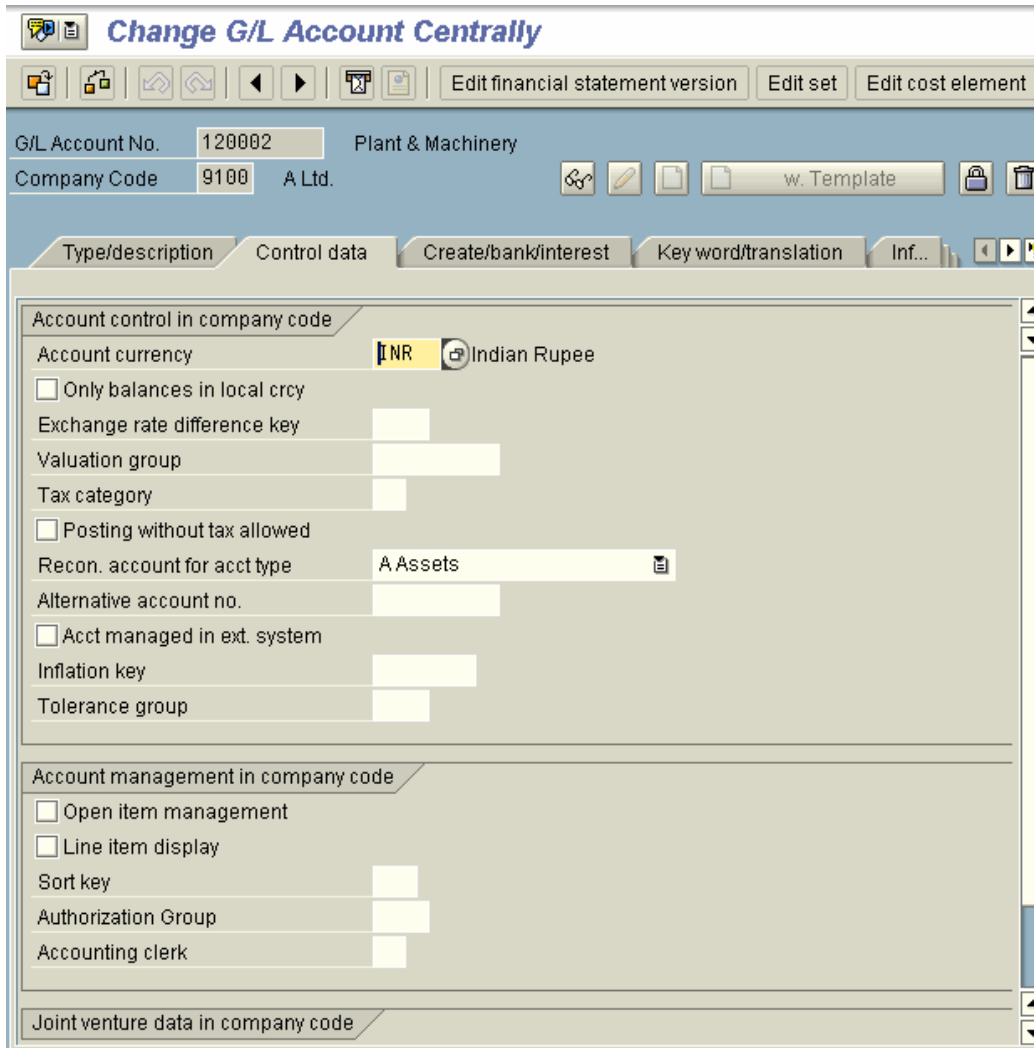 Change G/L Account Centrally
Edit financial statement version Edit set Edit cost element
G/L Account No. 120002 Plant & Machinery
Company Code 9100 A Ltd.
w. Template
Type/description Control data Create/bank/interest Key word/translation Inf...
Account control in company code
Account currency INR Indian Rupee
Only balances in local crcy
Exchange rate difference key
Valuation group
Tax category
Posting without tax allowed
Recon. account for acct type A Assets
Alternative account no.
Acct managed in ext. system
Inflation key
Tolerance group
Account management in company code
Open item management
Line item display
Sort key
Authorization Group
Accounting clerk
Joint venture data in company code